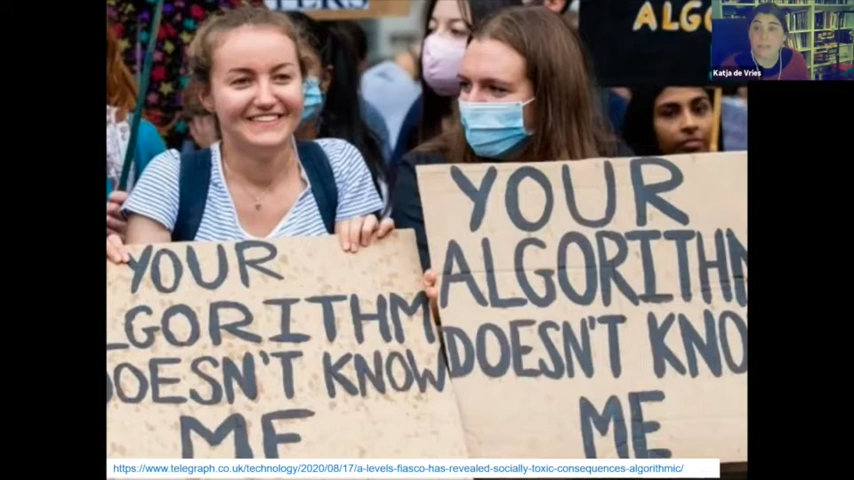 ALGO
Katja de Vries
YOUR
LGORITHM
DOESN'T KNOW
ME
YOUR
ALGORITHM
DOESN'T KNO
ME
https://www.telegraph.co.uk/technology/2020/08/17/a-levels-fiasco-has-revealed-socially-toxic-consequences-algorithmic/